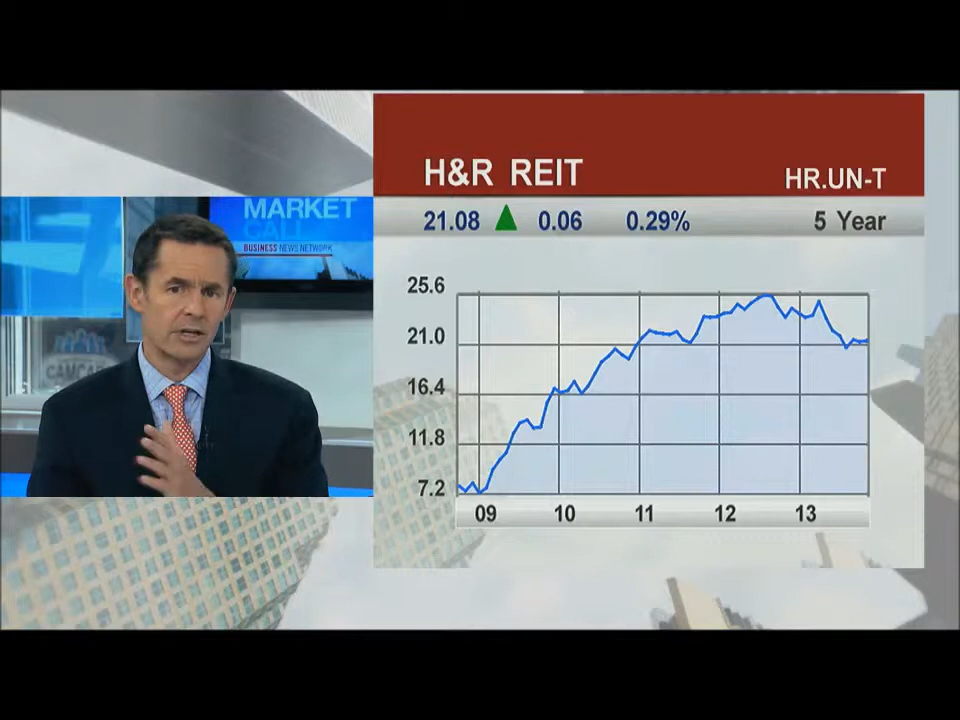 H&R REIT
HR.UN-T
21.08 0.06 0.29% 5 Year
MARKET
CALL
BUSINESS NEWS NETWORK
25.6
21.0
16.4
11.8
7.2
09 10 11 12 13